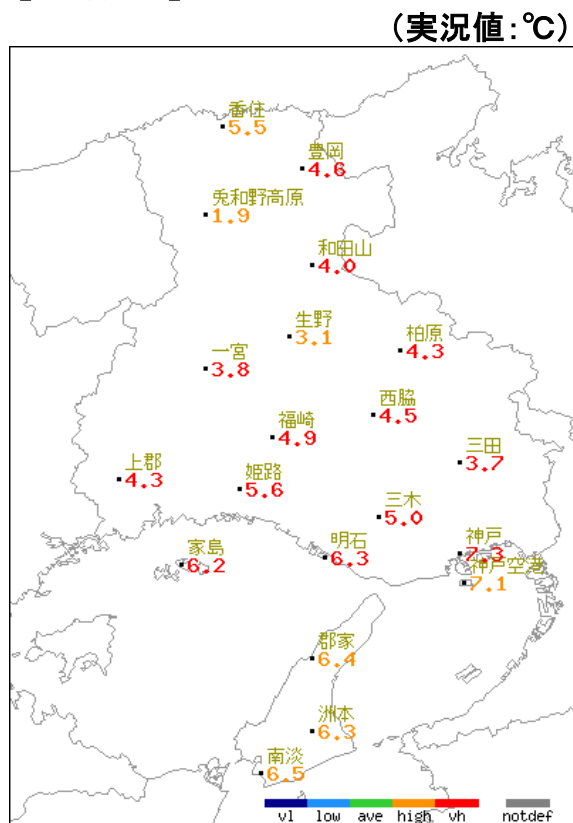 (実況値:℃)
香住
5.5
豊岡
4.6
兎和野高原
1.9
和田山
4.0
生野
3.1
柏原
4.3
一宮
3.8
西脇
4.5
福崎
4.9
三田
3.7
上郡
4.3
姫路
5.6
三木
5.0
家島
6.2
明石
6.3
神戸
7.3
神戸空港
7.1
郡家
6.4
洲本
6.3
南淡
6.5
vl low ave high vh notdef